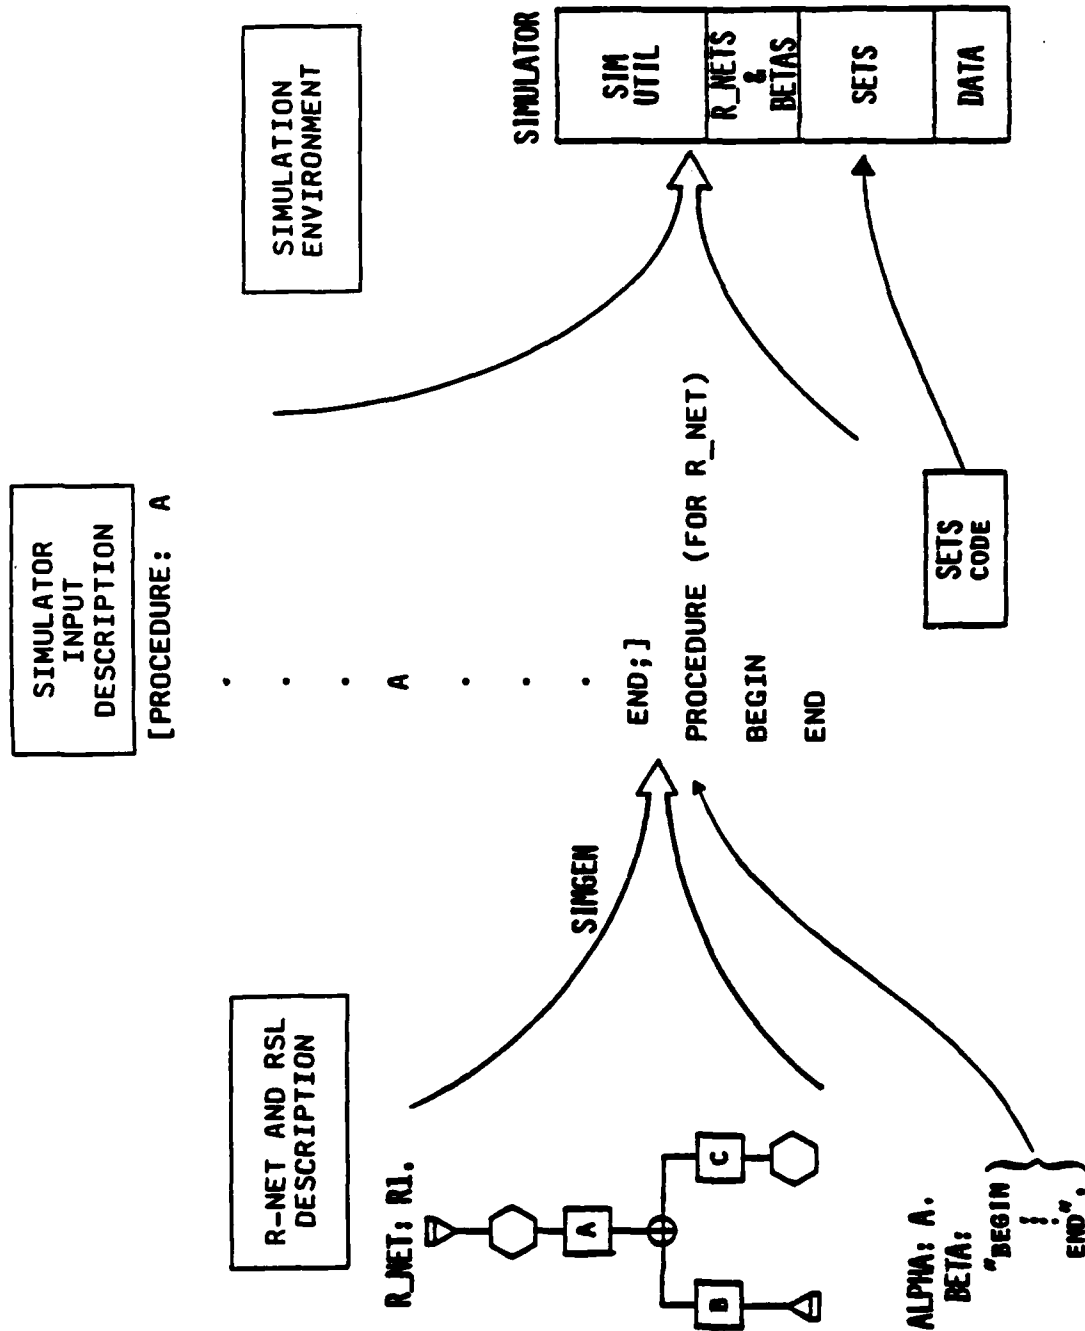 R-NET AND RSL
DESCRIPTION
R_NET: R1.
A
B
C
ALPHA: A.
BETA:
"BEGIN
END".
SIMGEN
SIMULATOR
INPUT
DESCRIPTION
[PROCEDURE: A
.
.
.
A
.
.
.
END;]
PROCEDURE (FOR R_NET)
BEGIN
END
SIMULATION
ENVIRONMENT
SIMULATOR
SIM
UTIL
R_NETS
&
BETAS
SETS
DATA
SETS
CODE